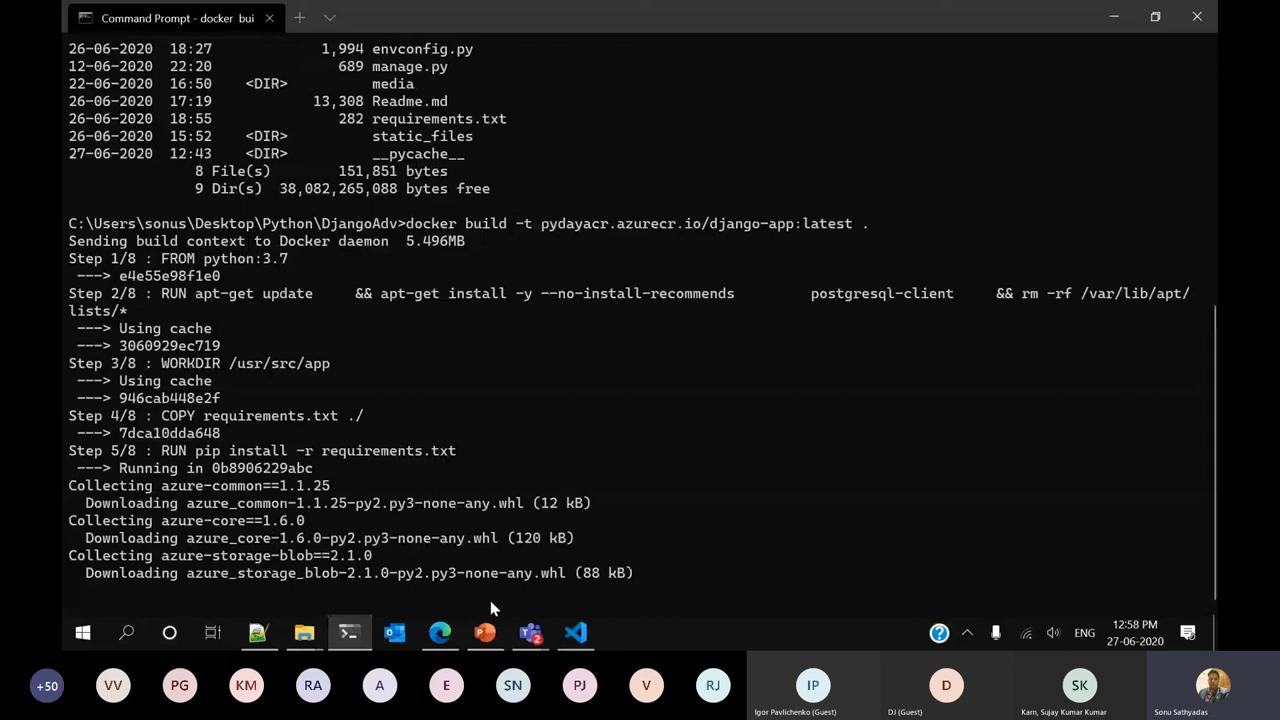 Command Prompt - docker bui
26-06-2020 18:27 1,994 envconfig.py
12-06-2020 22:20 689 manage.py
22-06-2020 16:50 <DIR> media
26-06-2020 17:19 13,308 Readme.md
26-06-2020 18:55 282 requirements.txt
26-06-2020 15:52 <DIR> static_files
27-06-2020 12:43 <DIR> __pycache__
8 File(s) 151,851 bytes
9 Dir(s) 38,082,265,088 bytes free
C:\Users\sonus\Desktop\Python\DjangoAdv>docker build -t pydayacr.azurecr.io/django-app:latest .
Sending build context to Docker daemon 5.496MB
Step 1/8 : FROM python:3.7
---> e4e55e98f1e0
Step 2/8 : RUN apt-get update && apt-get install -y --no-install-recommends postgresql-client && rm -rf /var/lib/apt/
lists/*
---> Using cache
---> 3060929ec719
Step 3/8 : WORKDIR /usr/src/app
---> Using cache
---> 946cab448e2f
Step 4/8 : COPY requirements.txt ./
---> 7dca10dda648
Step 5/8 : RUN pip install -r requirements.txt
---> Running in 0b8906229abc
Collecting azure-common==1.1.25
Downloading azure_common-1.1.25-py2.py3-none-any.whl (12 kB)
Collecting azure-core==1.6.0
Downloading azure_core-1.6.0-py2.py3-none-any.whl (120 kB)
Collecting azure-storage-blob==2.1.0
Downloading azure_storage_blob-2.1.0-py2.py3-none-any.whl (88 kB)
2
ENG
12:58 PM
27-06-2020
+50 VV PG KM RA A E SN PJ V RJ IP D SK
Igor Pavlichenko (Guest) DJ (Guest) Karn, Sujay Kumar Kumar Sonu Sathyadas